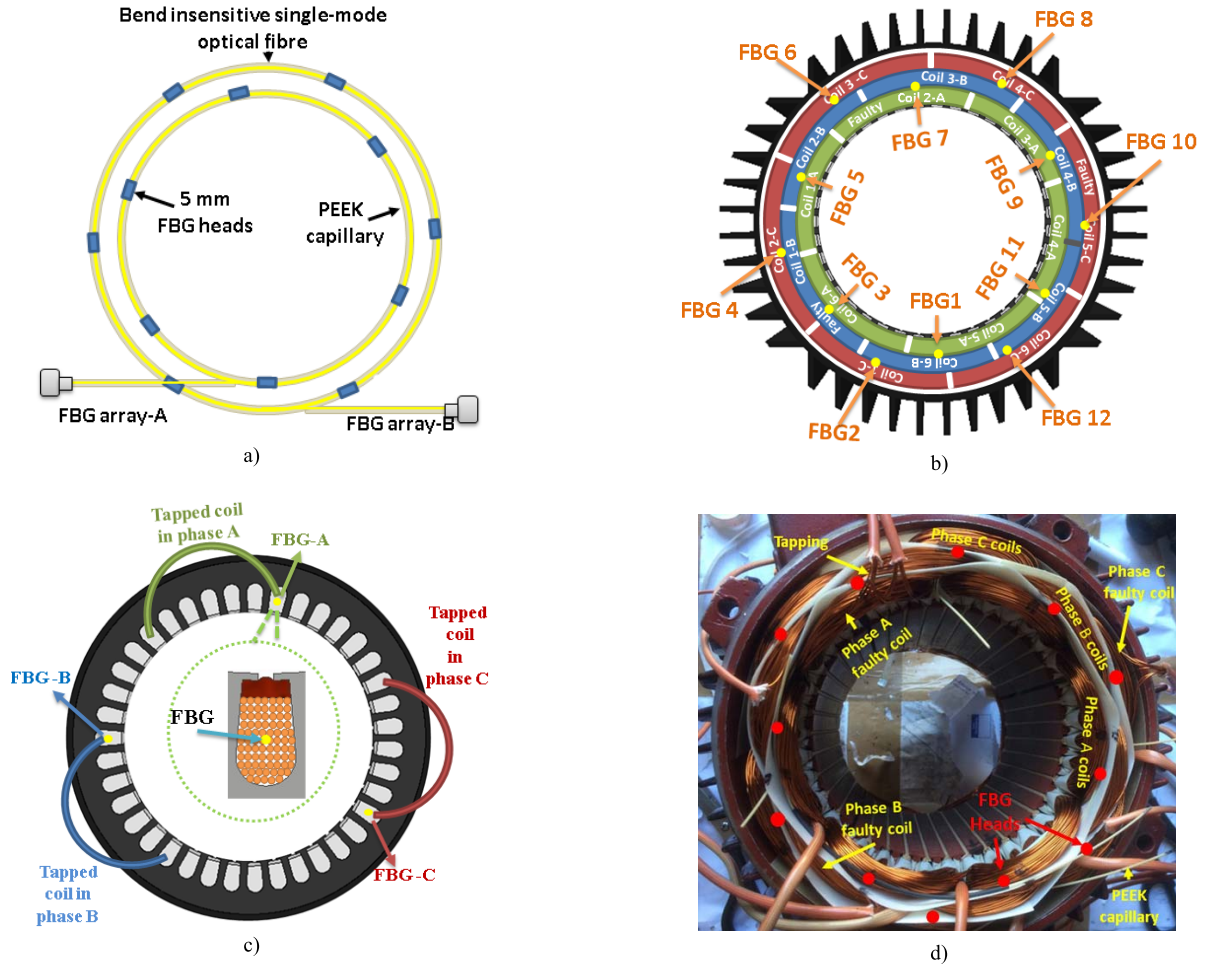 Bend insensitive single-mode
optical fibre
5 mm
FBG heads
PEEK
capillary
FBG array-A
FBG array-B
a)
FBG 8
FBG 6
FBG 10
FBG 7
FBG 5
FBG 9
FBG 11
FBG 3
FBG1
FBG 4
FBG2
FBG 12
Coil 3 -C
Coil 3-B
Coil 4-C
Coil 2-A
Faulty
Coil 2-B
Coil 3-A
Coil 4-B
Faulty
Coil 1-A
Coil 4-A
Coil 5-C
Coil 2-C
Coil 1-B
Coil 6-A
Faulty
Coil 5-B
Coil 5-A
Coil 6-B
Coil 6-C
-C
b)
Tapped coil
in phase A
FBG-A
Tapped
coil
in
phase C
FBG-B
FBG
Tapped
coil in
phase B
FBG-C
c)
Tapping
Phase C coils
Phase C
faulty coil
Phase A
faulty coil
Phase B coils
Phase A coils
Phase B
faulty coil
FBG
Heads
PEEK
capillary
d)